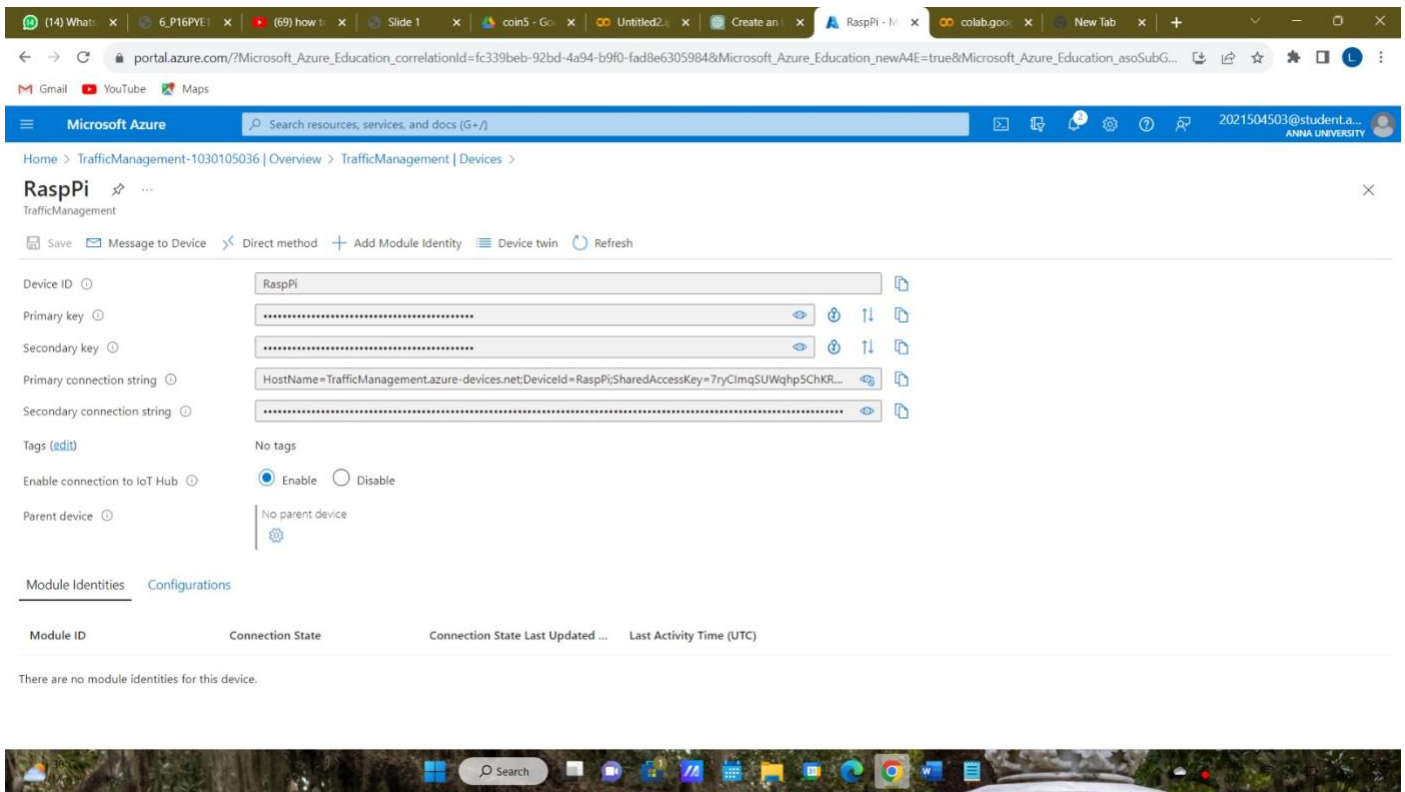 (14) Whats
6_P16PYE1
(69) how to
Slide 1
coin5 - Goo
Untitled2.i
Create an I
RaspPi - M
colab.goog
New Tab
portal.azure.com/?Microsoft_Azure_Education_correlationId=fc339beb-92bd-4a94-b9f0-fad8e6305984&Microsoft_Azure_Education_newA4E=true&Microsoft_Azure_Education_asoSubG...
L
Gmail YouTube Maps
Microsoft Azure
Search resources, services, and docs (G+/)
2
2021504503@student.a...
ANNA UNIVERSITY
Home > TrafficManagement-1030105036 | Overview > TrafficManagement | Devices >
RaspPi ...
TrafficManagement
Save Message to Device Direct method Add Module Identity Device twin Refresh
Device ID RaspPi
Primary key
Secondary key
Primary connection string HostName=TrafficManagement.azure-devices.net;DeviceId=RaspPi;SharedAccessKey=7ryCImqSUWqhp5ChKR...
Secondary connection string
Tags (edit) No tags
Enable connection to IoT Hub Enable Disable
Parent device No parent device
Module Identities Configurations
Module ID Connection State Connection State Last Updated ... Last Activity Time (UTC)
There are no module identities for this device.
Search